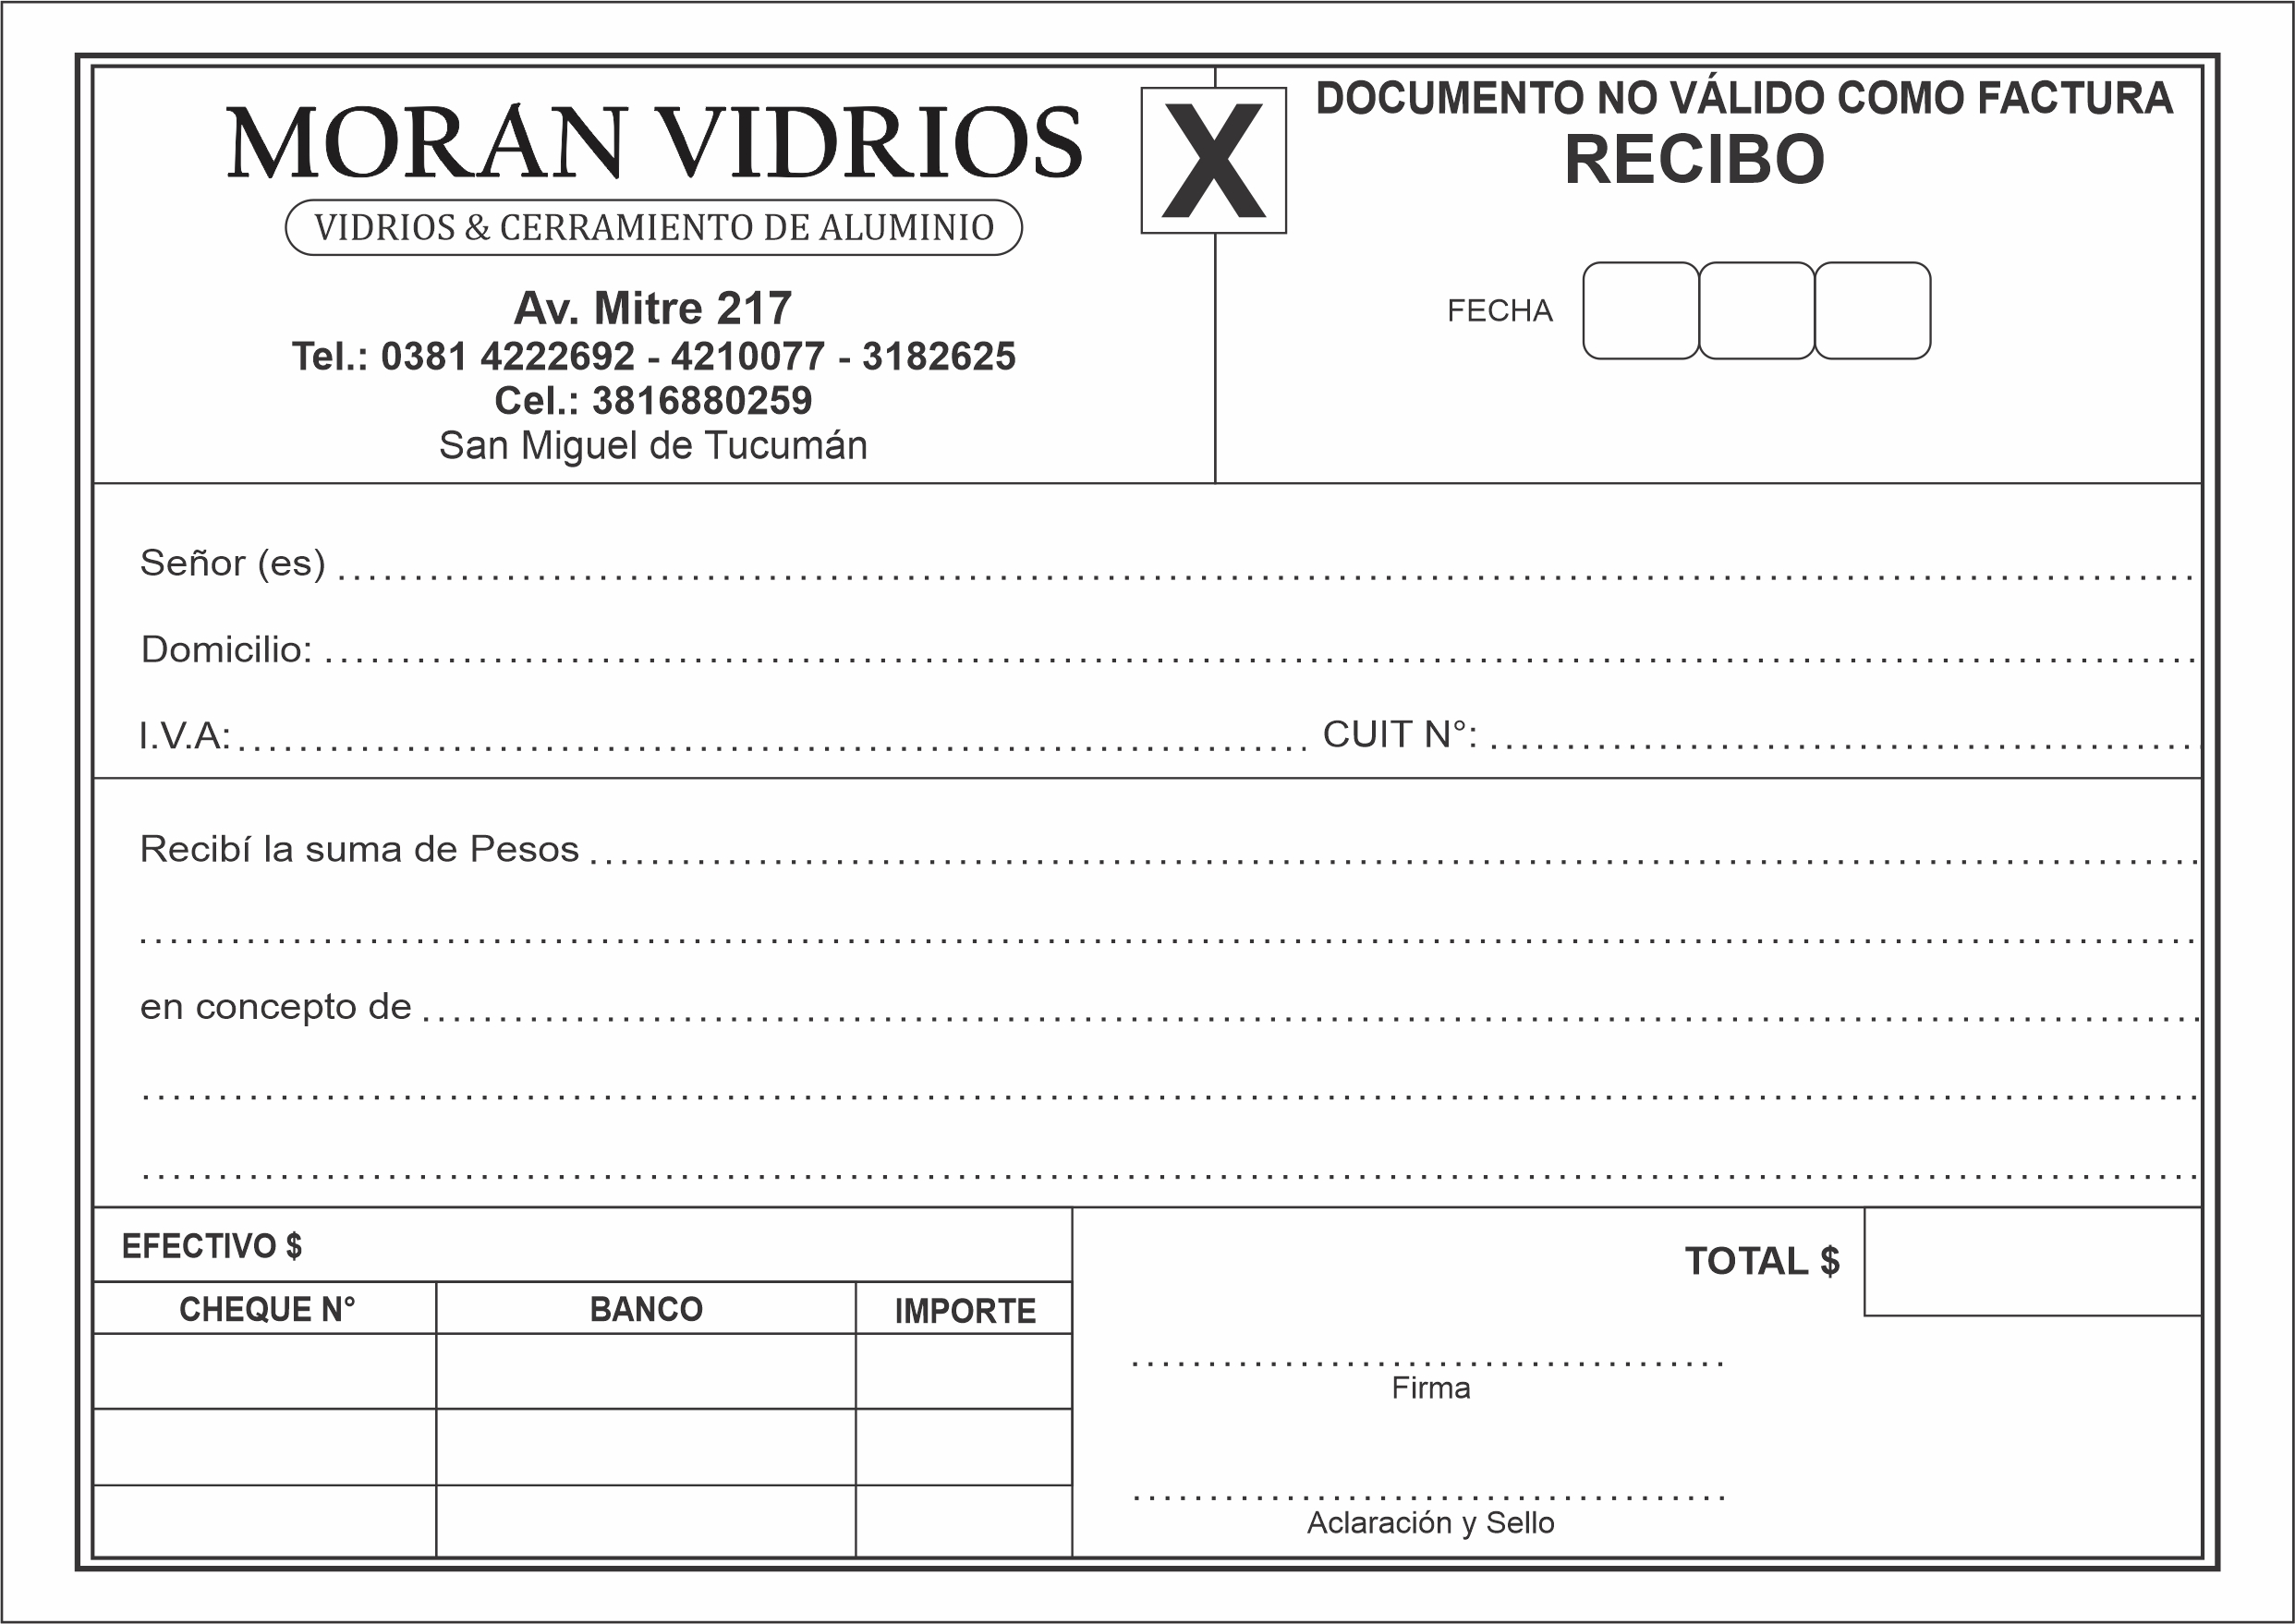 MORÁN VIDRIOS
VIDRIOS & CERRAMIENTO DE ALUMINIO
Av. Mitre 217
Tel.: 0381 4222692 - 4210077 - 3182625
Cel.: 3816880259
San Miguel de Tucumán
X
DOCUMENTO NO VÁLIDO COMO FACTURA
RECIBO
FECHA
Señor (es)
Domicilio:
I.V.A: CUIT N°:
Recibí la suma de Pesos
en concepto de
EFECTIVO $
CHEQUE N° BANCO IMPORTE
TOTAL $
Firma
Aclaración y Sello